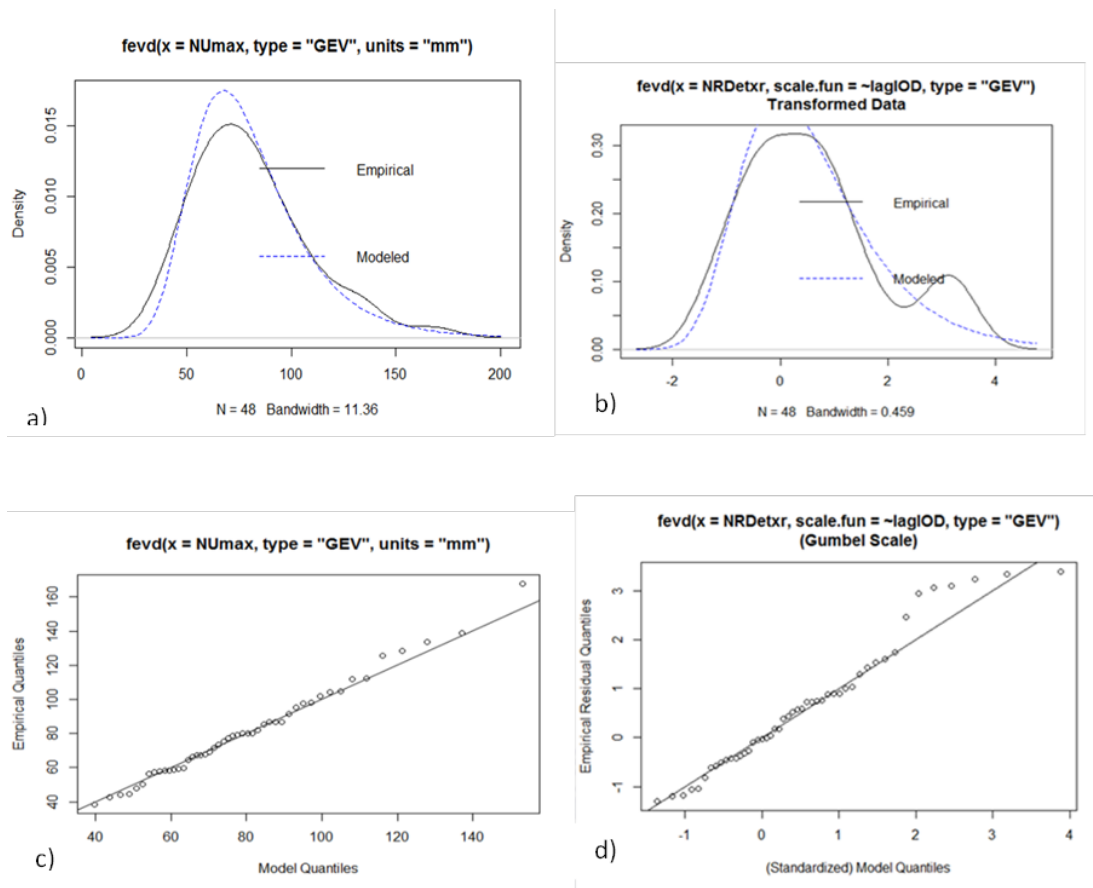 fevd(x = NUmax, type = "GEV", units = "mm")
Density
0.000
0.005
0.010
0.015
Empirical
Modeled
0
50
100
150
200
N = 48 Bandwidth = 11.36
a)
fevd(x = NRDetxr, scale.fun = ~lagIOD, type = "GEV")
Transformed Data
Density
0.00
0.10
0.20
0.30
Empirical
Modeled
-2
0
2
4
N = 48 Bandwidth = 0.459
b)
fevd(x = NUmax, type = "GEV", units = "mm")
Empirical Quantiles
40
60
80
100
120
140
160
40
60
80
100
120
140
Model Quantiles
c)
fevd(x = NRDetxr, scale.fun = ~lagIOD, type = "GEV")
(Gumbel Scale)
Empirical Residual Quantiles
-1
0
1
2
3
-1
0
1
2
3
4
(Standardized) Model Quantiles
d)